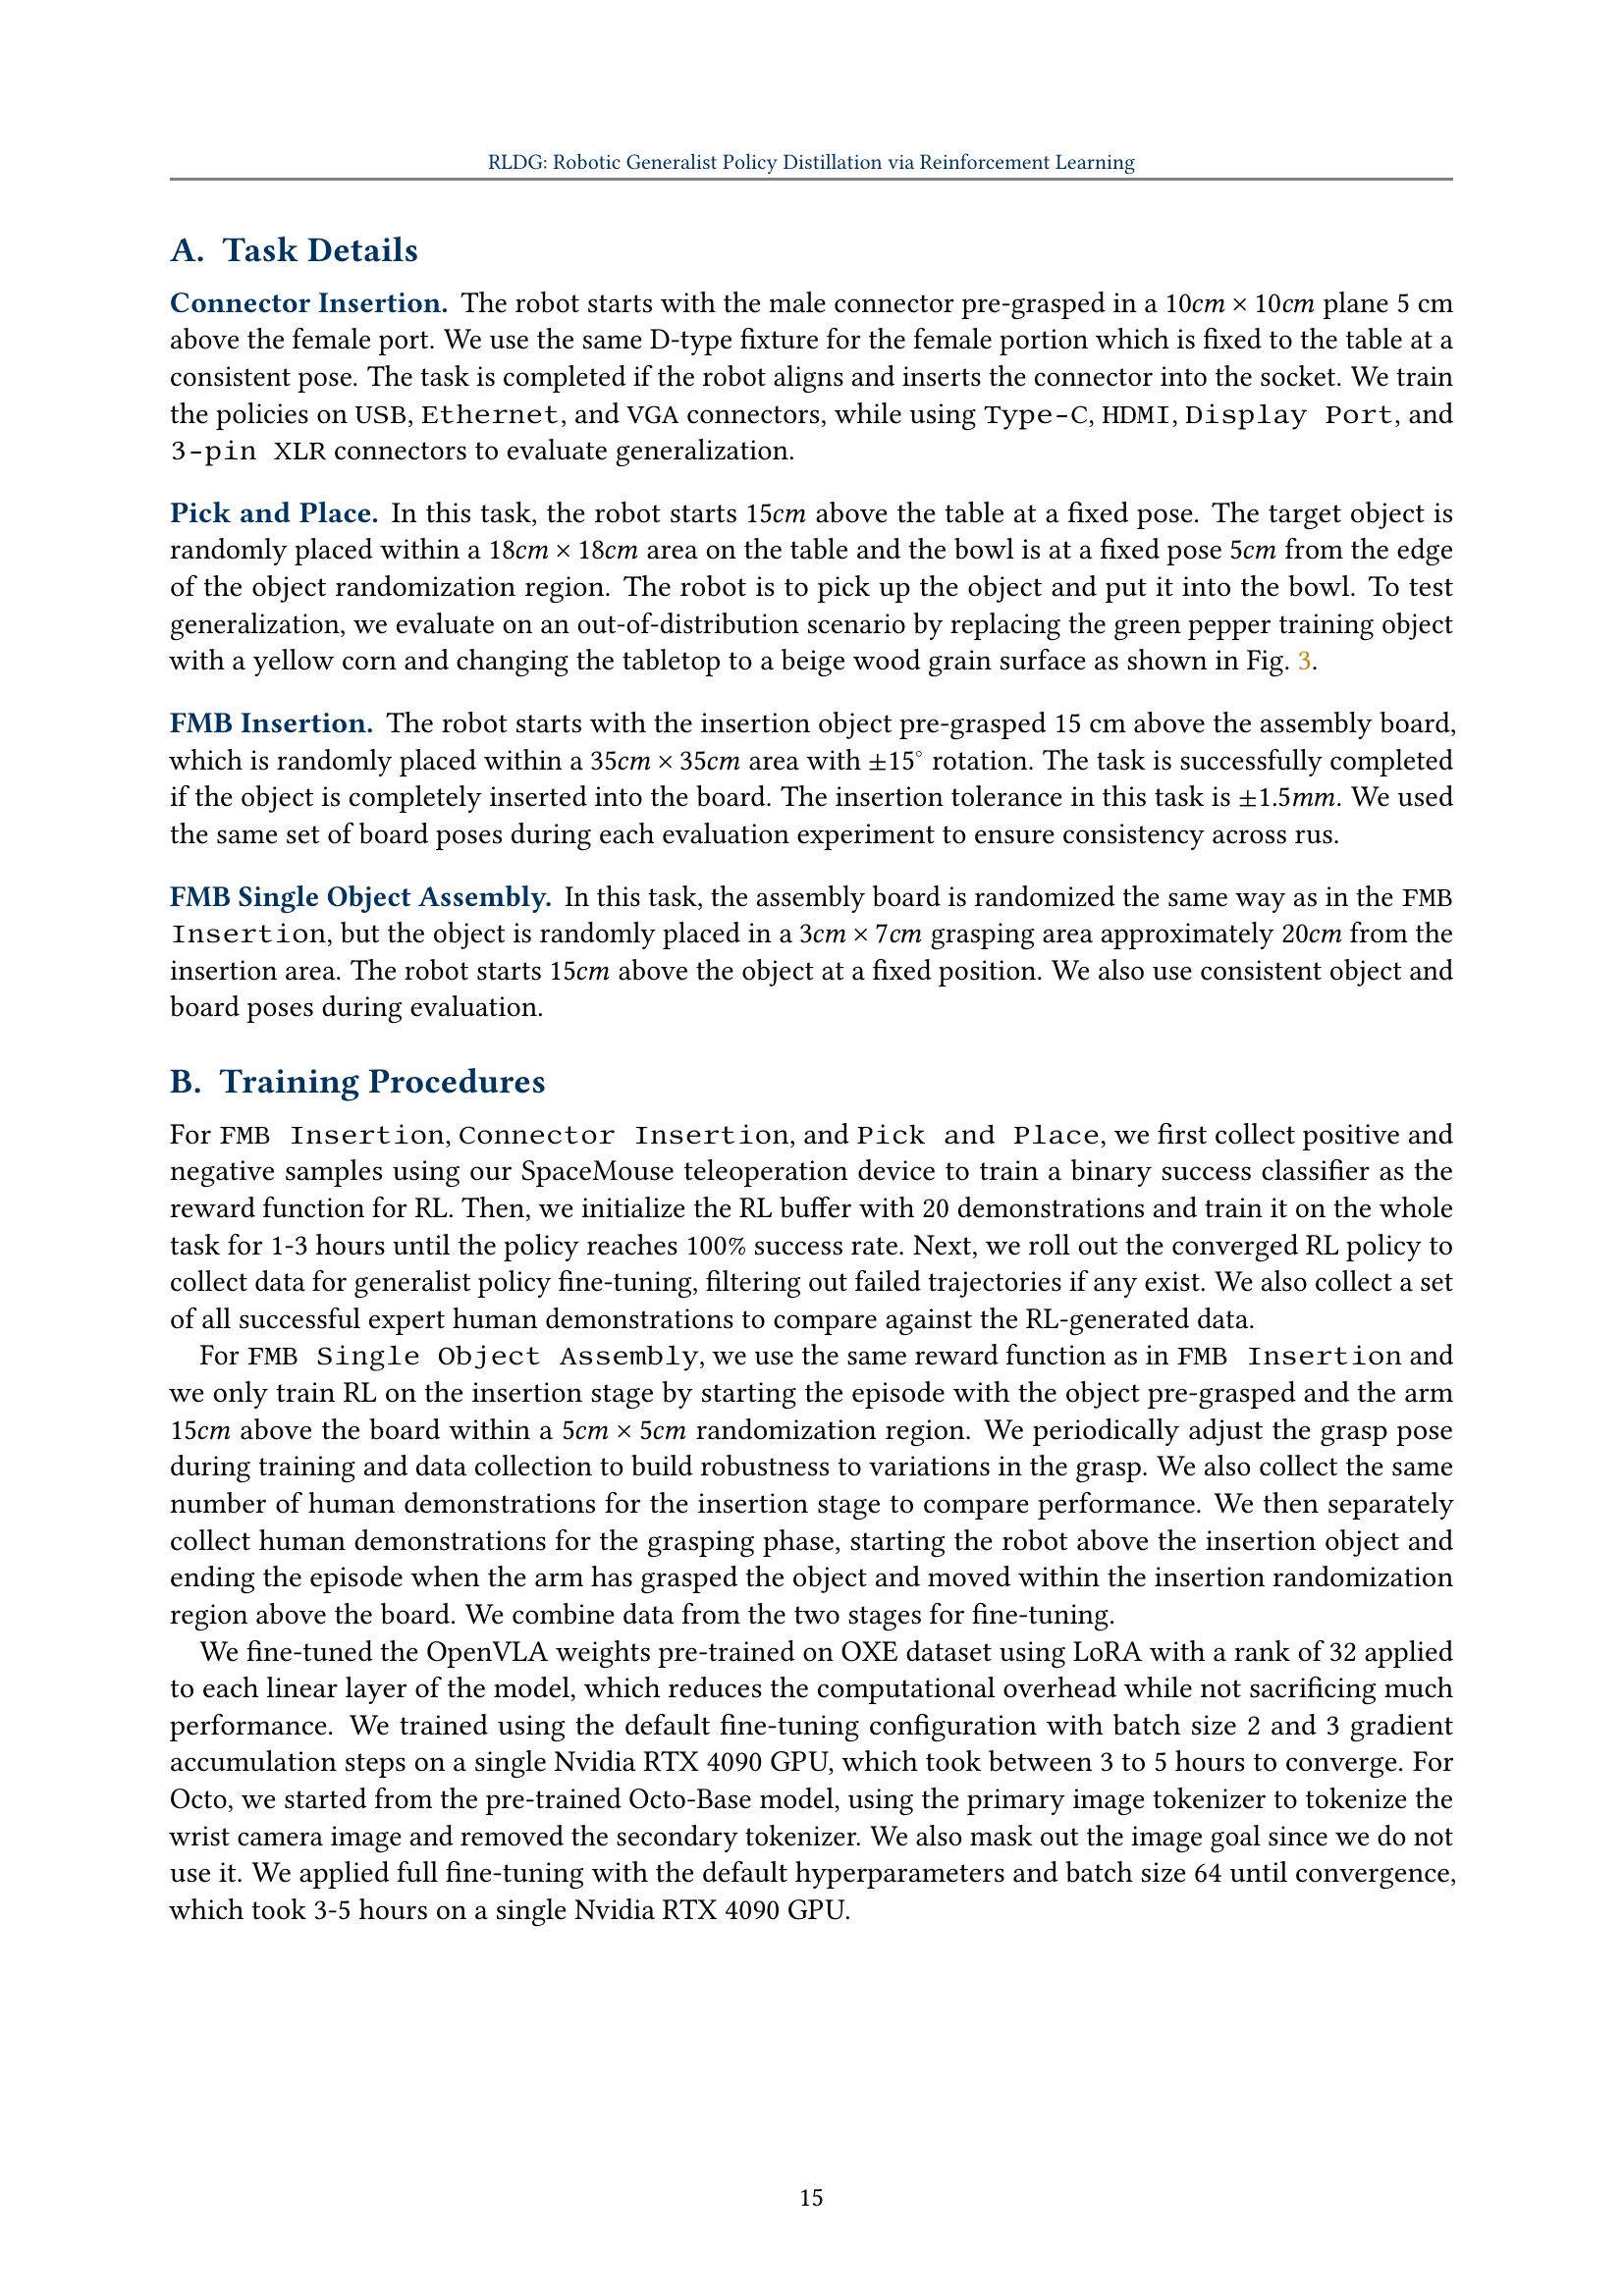 RLDG: Robotic Generalist Policy Distillation via Reinforcement Learning
A. Task Details
Connector Insertion. The robot starts with the male connector pre-grasped in a 10cm × 10cm plane 5 cm
above the female port. We use the same D-type fixture for the female portion which is fixed to the table at a
consistent pose. The task is completed if the robot aligns and inserts the connector into the socket. We train
the policies on USB, Ethernet, and VGA connectors, while using Type-C, HDMI, Display Port, and
3-pin XLR connectors to evaluate generalization.
Pick and Place. In this task, the robot starts 15cm above the table at a fixed pose. The target object is
randomly placed within a 18cm × 18cm area on the table and the bowl is at a fixed pose 5cm from the edge
of the object randomization region. The robot is to pick up the object and put it into the bowl. To test
generalization, we evaluate on an out-of-distribution scenario by replacing the green pepper training object
with a yellow corn and changing the tabletop to a beige wood grain surface as shown in Fig. 3.
FMB Insertion. The robot starts with the insertion object pre-grasped 15 cm above the assembly board,
which is randomly placed within a 35cm × 35cm area with ±15° rotation. The task is successfully completed
if the object is completely inserted into the board. The insertion tolerance in this task is ±1.5mm. We used
the same set of board poses during each evaluation experiment to ensure consistency across rus.
FMB Single Object Assembly. In this task, the assembly board is randomized the same way as in the FMB
Insertion, but the object is randomly placed in a 3cm × 7cm grasping area approximately 20cm from the
insertion area. The robot starts 15cm above the object at a fixed position. We also use consistent object and
board poses during evaluation.
B. Training Procedures
For FMB Insertion, Connector Insertion, and Pick and Place, we first collect positive and
negative samples using our SpaceMouse teleoperation device to train a binary success classifier as the
reward function for RL. Then, we initialize the RL buffer with 20 demonstrations and train it on the whole
task for 1-3 hours until the policy reaches 100% success rate. Next, we roll out the converged RL policy to
collect data for generalist policy fine-tuning, filtering out failed trajectories if any exist. We also collect a set
of all successful expert human demonstrations to compare against the RL-generated data.
For FMB Single Object Assembly, we use the same reward function as in FMB Insertion and
we only train RL on the insertion stage by starting the episode with the object pre-grasped and the arm
15cm above the board within a 5cm × 5cm randomization region. We periodically adjust the grasp pose
during training and data collection to build robustness to variations in the grasp. We also collect the same
number of human demonstrations for the insertion stage to compare performance. We then separately
collect human demonstrations for the grasping phase, starting the robot above the insertion object and
ending the episode when the arm has grasped the object and moved within the insertion randomization
region above the board. We combine data from the two stages for fine-tuning.
We fine-tuned the OpenVLA weights pre-trained on OXE dataset using LoRA with a rank of 32 applied
to each linear layer of the model, which reduces the computational overhead while not sacrificing much
performance. We trained using the default fine-tuning configuration with batch size 2 and 3 gradient
accumulation steps on a single Nvidia RTX 4090 GPU, which took between 3 to 5 hours to converge. For
Octo, we started from the pre-trained Octo-Base model, using the primary image tokenizer to tokenize the
wrist camera image and removed the secondary tokenizer. We also mask out the image goal since we do not
use it. We applied full fine-tuning with the default hyperparameters and batch size 64 until convergence,
which took 3-5 hours on a single Nvidia RTX 4090 GPU.
15